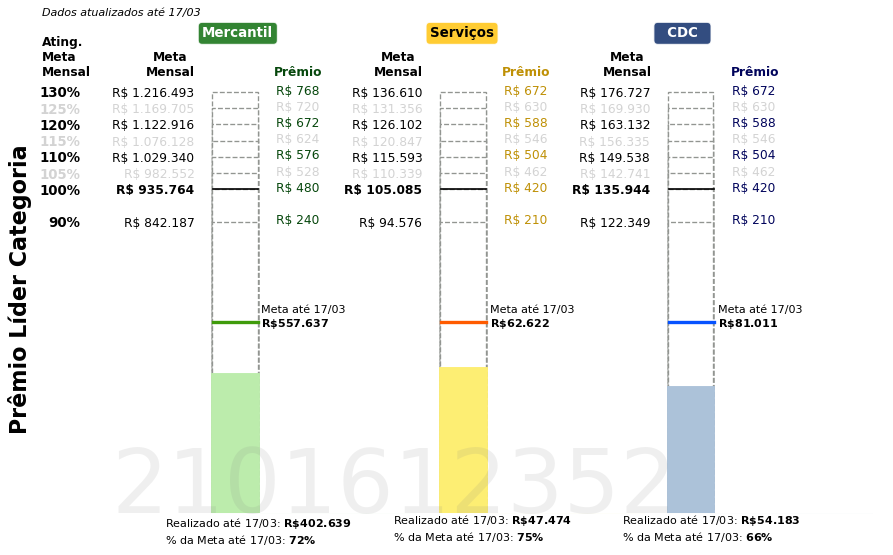 Dados atualizados até 17/03
Mercantil Serviços CDC
Ating. Meta Mensal Meta Mensal Prêmio Meta Mensal Prêmio Meta Mensal Prêmio
130% R$ 1.216.493 R$ 768 R$ 136.610 R$ 672 R$ 176.727 R$ 672
125% R$ 1.169.705 R$ 720 R$ 131.356 R$ 630 R$ 169.930 R$ 630
120% R$ 1.122.916 R$ 672 R$ 126.102 R$ 588 R$ 163.132 R$ 588
115% R$ 1.076.128 R$ 624 R$ 120.847 R$ 546 R$ 156.335 R$ 546
110% R$ 1.029.340 R$ 576 R$ 115.593 R$ 504 R$ 149.538 R$ 504
105% R$ 982.552 R$ 528 R$ 110.339 R$ 462 R$ 142.741 R$ 462
100% R$ 935.764 R$ 480 R$ 105.085 R$ 420 R$ 135.944 R$ 420
90% R$ 842.187 R$ 240 R$ 94.576 R$ 210 R$ 122.349 R$ 210
Prêmio Líder Categoria
Meta até 17/03 Meta até 17/03 Meta até 17/03
R$557.637 R$62.622 R$81.011
2101612352
Realizado até 17/03: R$402.639 Realizado até 17/03: R$47.474 Realizado até 17/03: R$54.183
% da Meta até 17/03: 72% % da Meta até 17/03: 75% % da Meta até 17/03: 66%